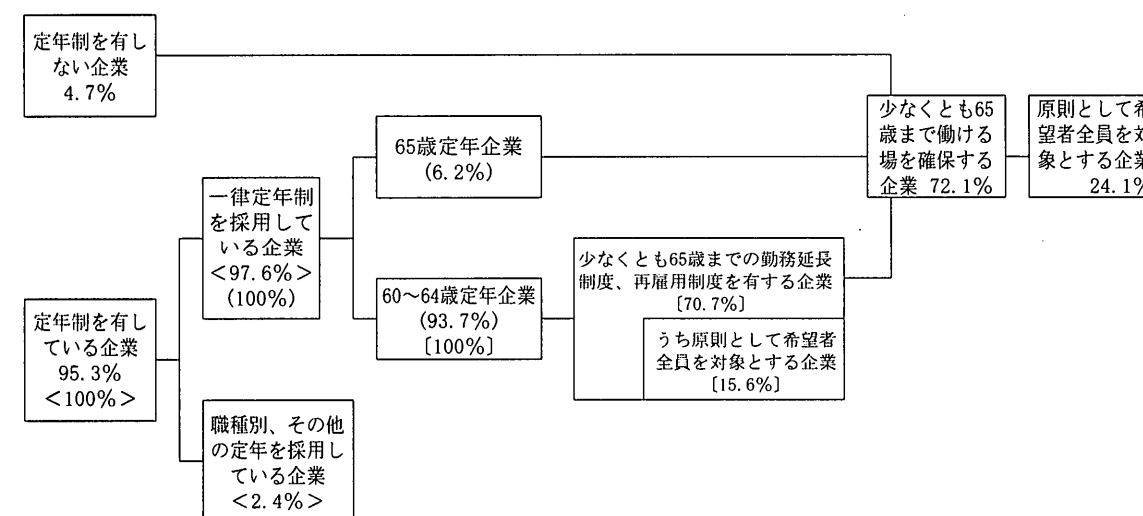 定年制を有し
ない企業
4.7%
定年制を有し
ている企業
95.3%
＜100%＞
一律定年制
を採用して
いる企業
＜97.6%＞
(100%)
職種別、その他
の定年を採用し
ている企業
＜2.4%＞
65歳定年企業
(6.2%)
60～64歳定年企業
(93.7%)
〔100%〕
少なくとも65歳までの勤務延長
制度、再雇用制度を有する企業
〔70.7%〕
うち原則として希望者
全員を対象とする企業
〔15.6%〕
少なくとも65
歳まで働ける
場を確保する
企業 72.1%
原則として希
望者全員を対
象とする企業
24.1%